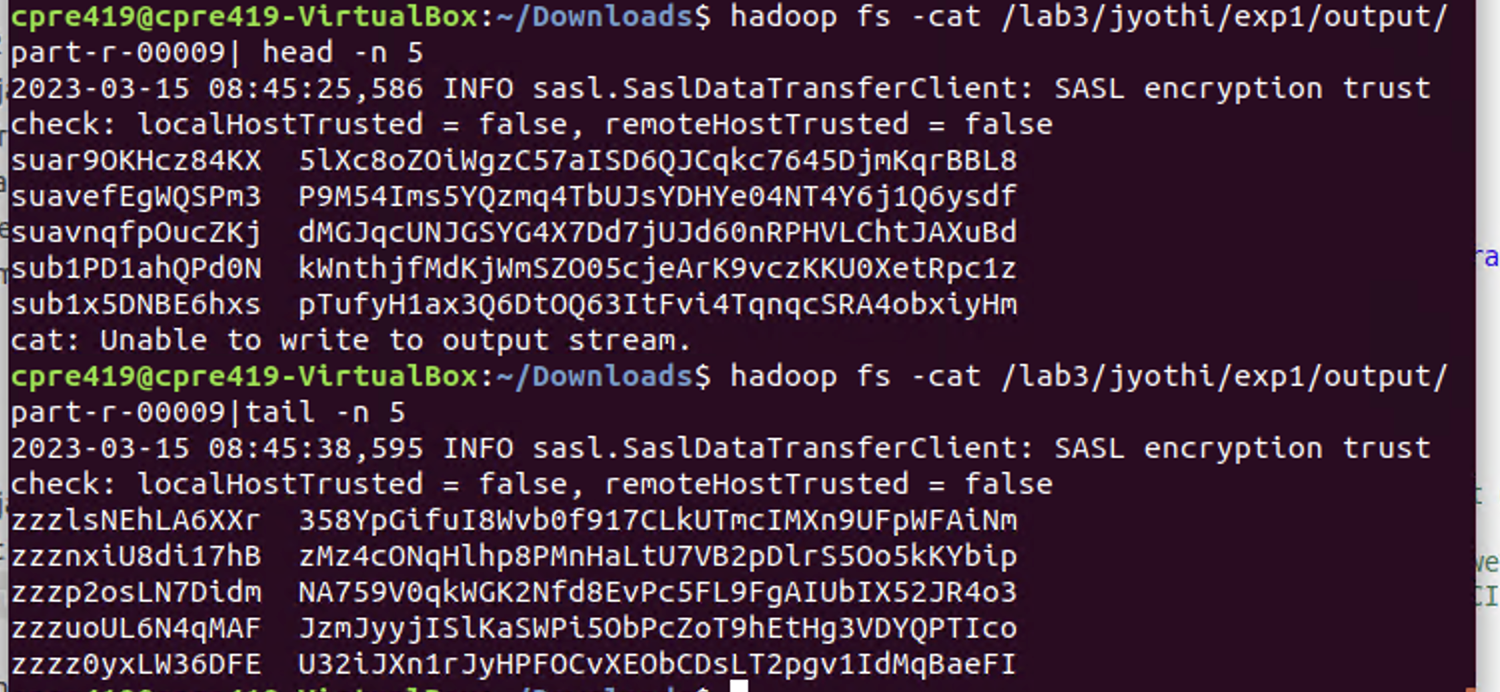 cpre419@cpre419-VirtualBox:~/Downloads$ hadoop fs -cat /lab3/jyothi/exp1/output/
part-r-00009| head -n 5
2023-03-15 08:45:25,586 INFO sasl.SaslDataTransferClient: SASL encryption trust
check: localHostTrusted = false, remoteHostTrusted = false
suar9OKHcz84KX  5lXc8oZOiWgzC57aISD6QJCqkc7645DjmKqrBBL8
suavefEgWQSPm3  P9M54Ims5YQzmq4TbUJsYDHYe04NT4Y6j1Q6ysdf
suavnqfpOucZKj  dMGJqcUNJGSYG4X7Dd7jUJd60nRPHVLChtJAXuBd
sub1PD1ahQPd0N  kWnthjfMdKjWmSZO05cjeArK9vczKKU0XetRpc1z
sub1x5DNBE6hxs  pTufyH1ax3Q6DtOQ63ItFvi4TqnqcSRA4obxiyHm
cat: Unable to write to output stream.
cpre419@cpre419-VirtualBox:~/Downloads$ hadoop fs -cat /lab3/jyothi/exp1/output/
part-r-00009|tail -n 5
2023-03-15 08:45:38,595 INFO sasl.SaslDataTransferClient: SASL encryption trust
check: localHostTrusted = false, remoteHostTrusted = false
zzzlsNEhLA6XXr  358YpGifuI8Wvb0f917CLkUTmcIMXn9UFpWFAiNm
zzznxiU8di17hB  zMz4cONqHlhp8PMnHaLtU7VB2pDlrS5Oo5kKYbip
zzzp2osLN7Didm  NA759V0qkWGK2Nfd8EvPc5FL9FgAIUbIX52JR4o3
zzzuoUL6N4qMAF  JzmJyyjISlKaSWPi5ObPcZoT9hEtHg3VDYQPTIco
zzzz0yxLW36DFE  U32iJXn1rJyHPFOCvXEObCDsLT2pgv1IdMqBaeFI